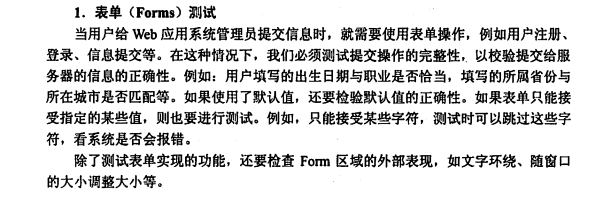 1．表单（Forms）测试
当用户给 Web 应用系统管理员提交信息时，就需要使用表单操作，例如用户注册、
登录、信息提交等。在这种情况下，我们必须测试提交操作的完整性，以校验提交给服
务器的信息的正确性。例如：用户填写的出生日期与职业是否恰当，填写的所属省份与
所在城市是否匹配等。如果使用了默认值，还要检验默认值的正确性。如果表单只能接
受指定的某些值，则也要进行测试。例如，只能接受某些字符，测试时可以跳过这些字
符，看系统是否会报错。
除了测试表单实现的功能，还要检查 Form 区域的外部表现，如文字环绕、随窗口
的大小调整大小等。